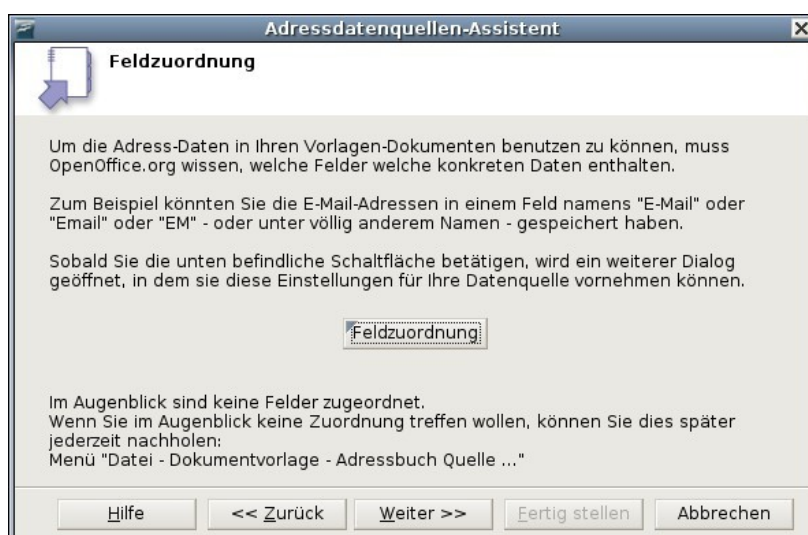 Adressdatenquellen-Assistent
Feldzuordnung
Um die Adress-Daten in Ihren Vorlagen-Dokumenten benutzen zu können, muss
OpenOffice.org wissen, welche Felder welche konkreten Daten enthalten.
Zum Beispiel könnten Sie die E-Mail-Adressen in einem Feld namens "E-Mail" oder
"Email" oder "EM" - oder unter völlig anderem Namen - gespeichert haben.
Sobald Sie die unten befindliche Schaltfläche betätigen, wird ein weiterer Dialog
geöffnet, in dem sie diese Einstellungen für Ihre Datenquelle vornehmen können.
Feldzuordnung
Im Augenblick sind keine Felder zugeordnet.
Wenn Sie im Augenblick keine Zuordnung treffen wollen, können Sie dies später
jederzeit nachholen:
Menü "Datei - Dokumentvorlage - Adressbuch Quelle ..."
Hilfe << Zurück Weiter >> Fertig stellen Abbrechen